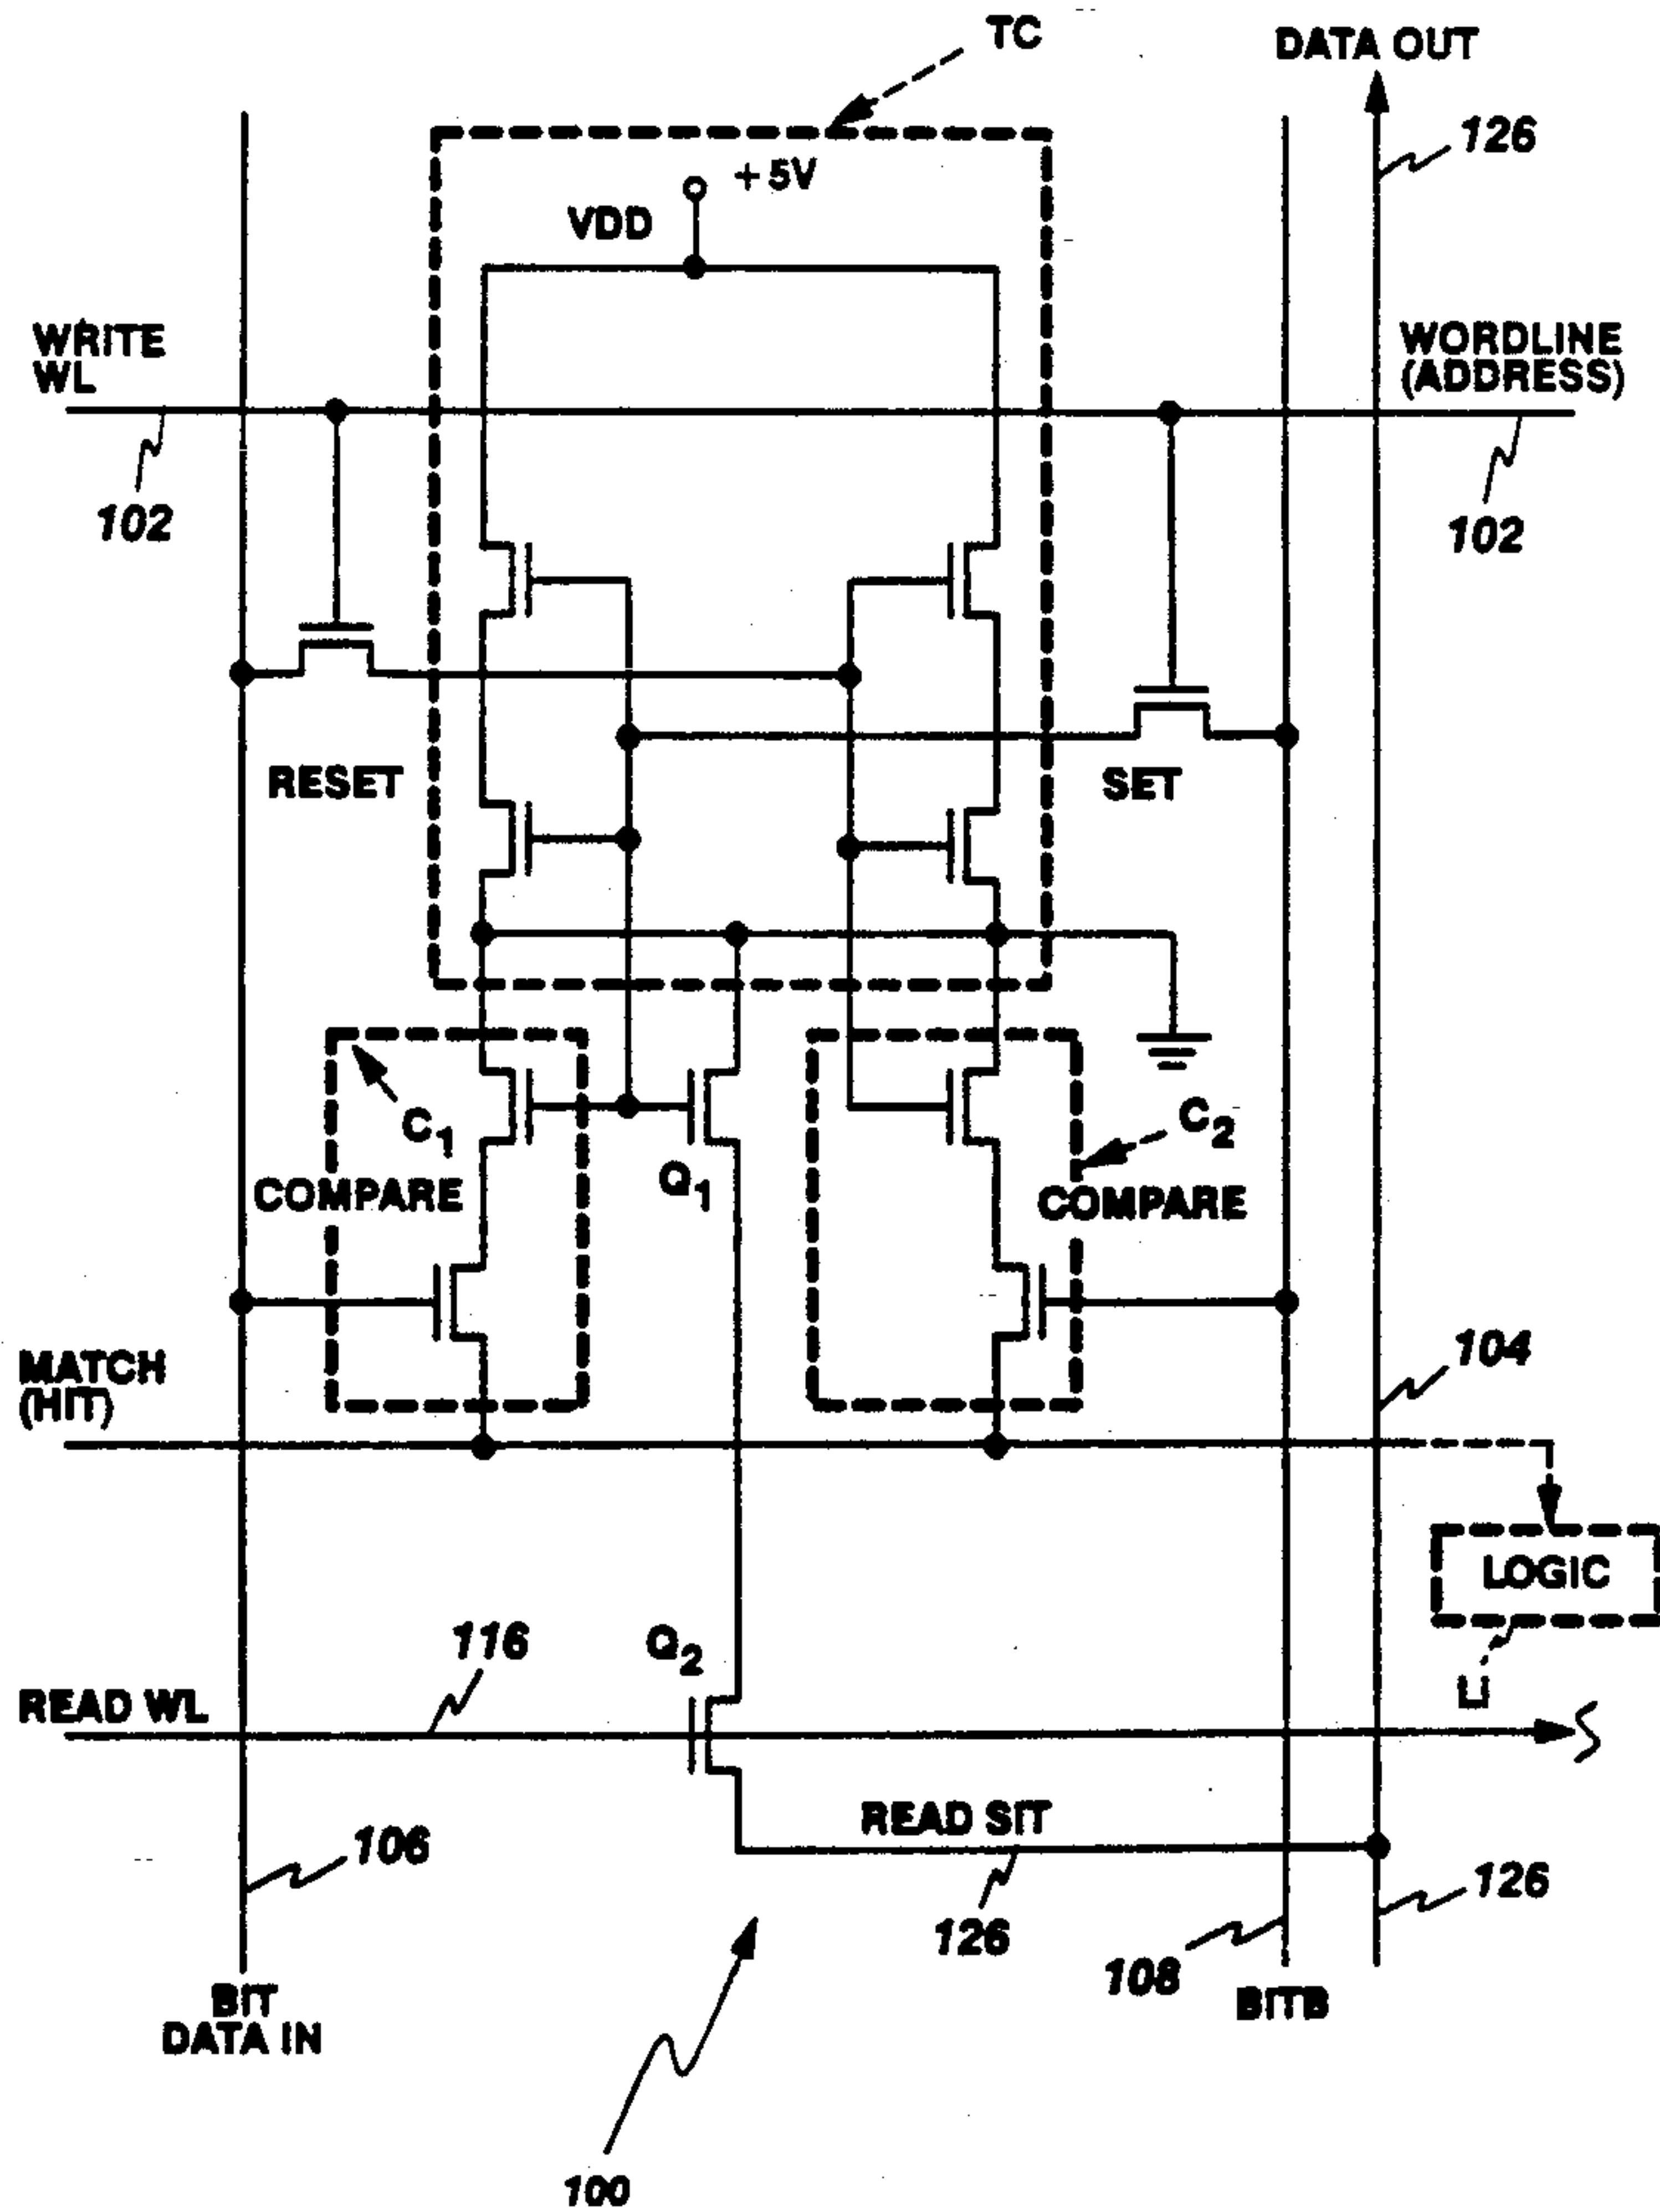 TC
DATA OUT
126
+5V
VDD
WRITE
WL
WORDLINE
(ADDRESS)
102
102
RESET
SET
C1
C2
COMPARE
Q1
COMPARE
MATCH
(HIT)
104
LOGIC
116
Q2
READ WL
READ SIT
106
126
126
108
BIT
DATA IN
BITB
100